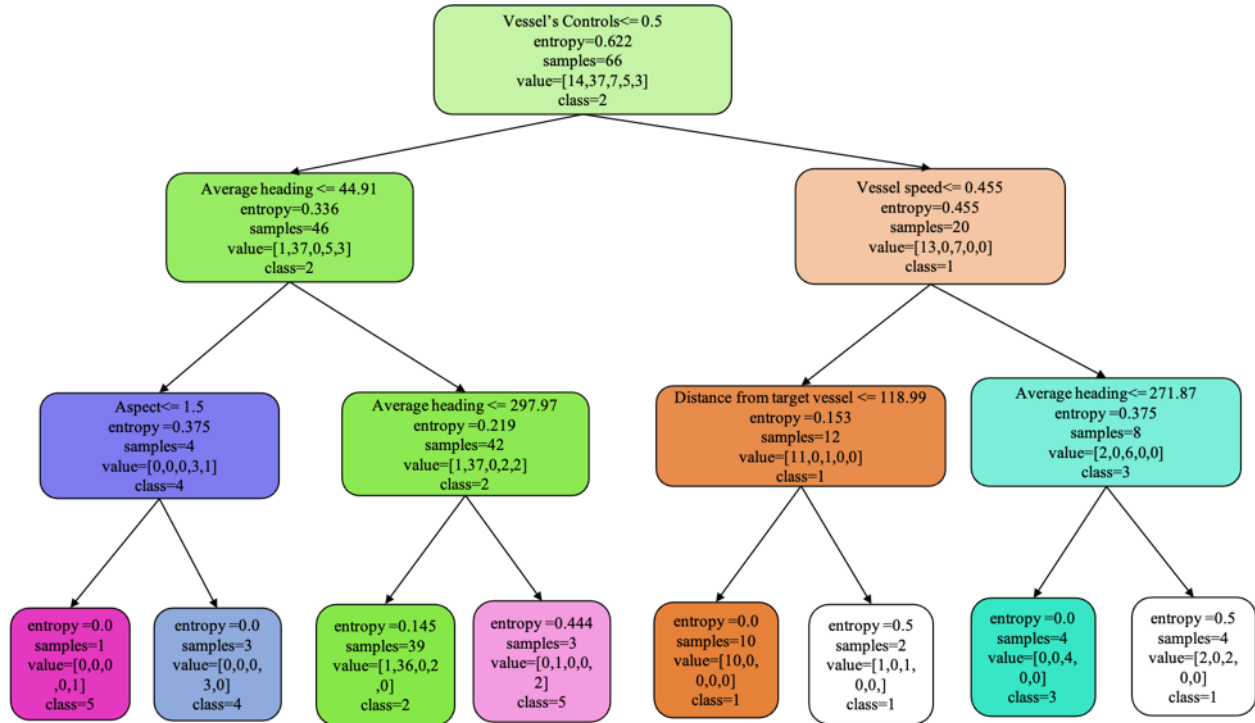 Vessel's Controls<= 0.5
entropy=0.622
samples=66
value=[14,37,7,5,3]
class=2
Average heading <= 44.91
entropy=0.336
samples=46
value=[1,37,0,5,3]
class=2
Vessel speed<= 0.455
entropy=0.455
samples=20
value=[13,0,7,0,0]
class=1
Aspect<= 1.5
entropy =0.375
samples=4
value=[0,0,0,3,1]
class=4
Average heading <= 297.97
entropy =0.219
samples=42
value=[1,37,0,2,2]
class=2
Distance from target vessel <= 118.99
entropy =0.153
samples=12
value=[11,0,1,0,0]
class=1
Average heading<= 271.87
entropy =0.375
samples=8
value=[2,0,6,0,0]
class=3
entropy=0.0
samples=1
value=[0,0,0
,0,1]
class=5
entropy=0.0
samples=3
value=[0,0,0,
3,0]
class=4
entropy=0.145
samples=39
value=[1,36,0,2
,0]
class=2
entropy=0.444
samples=3
value=[0,1,0,0,
2]
class=5
entropy=0.0
samples=10
value=[10,0,
0,0,0]
class=1
entropy=0.5
samples=2
value=[1,0,1,
0,0,]
class=1
entropy=0.0
samples=4
value=[0,0,4,
0,0]
class=3
entropy=0.5
samples=4
value=[2,0,2,
0,0]
class=1